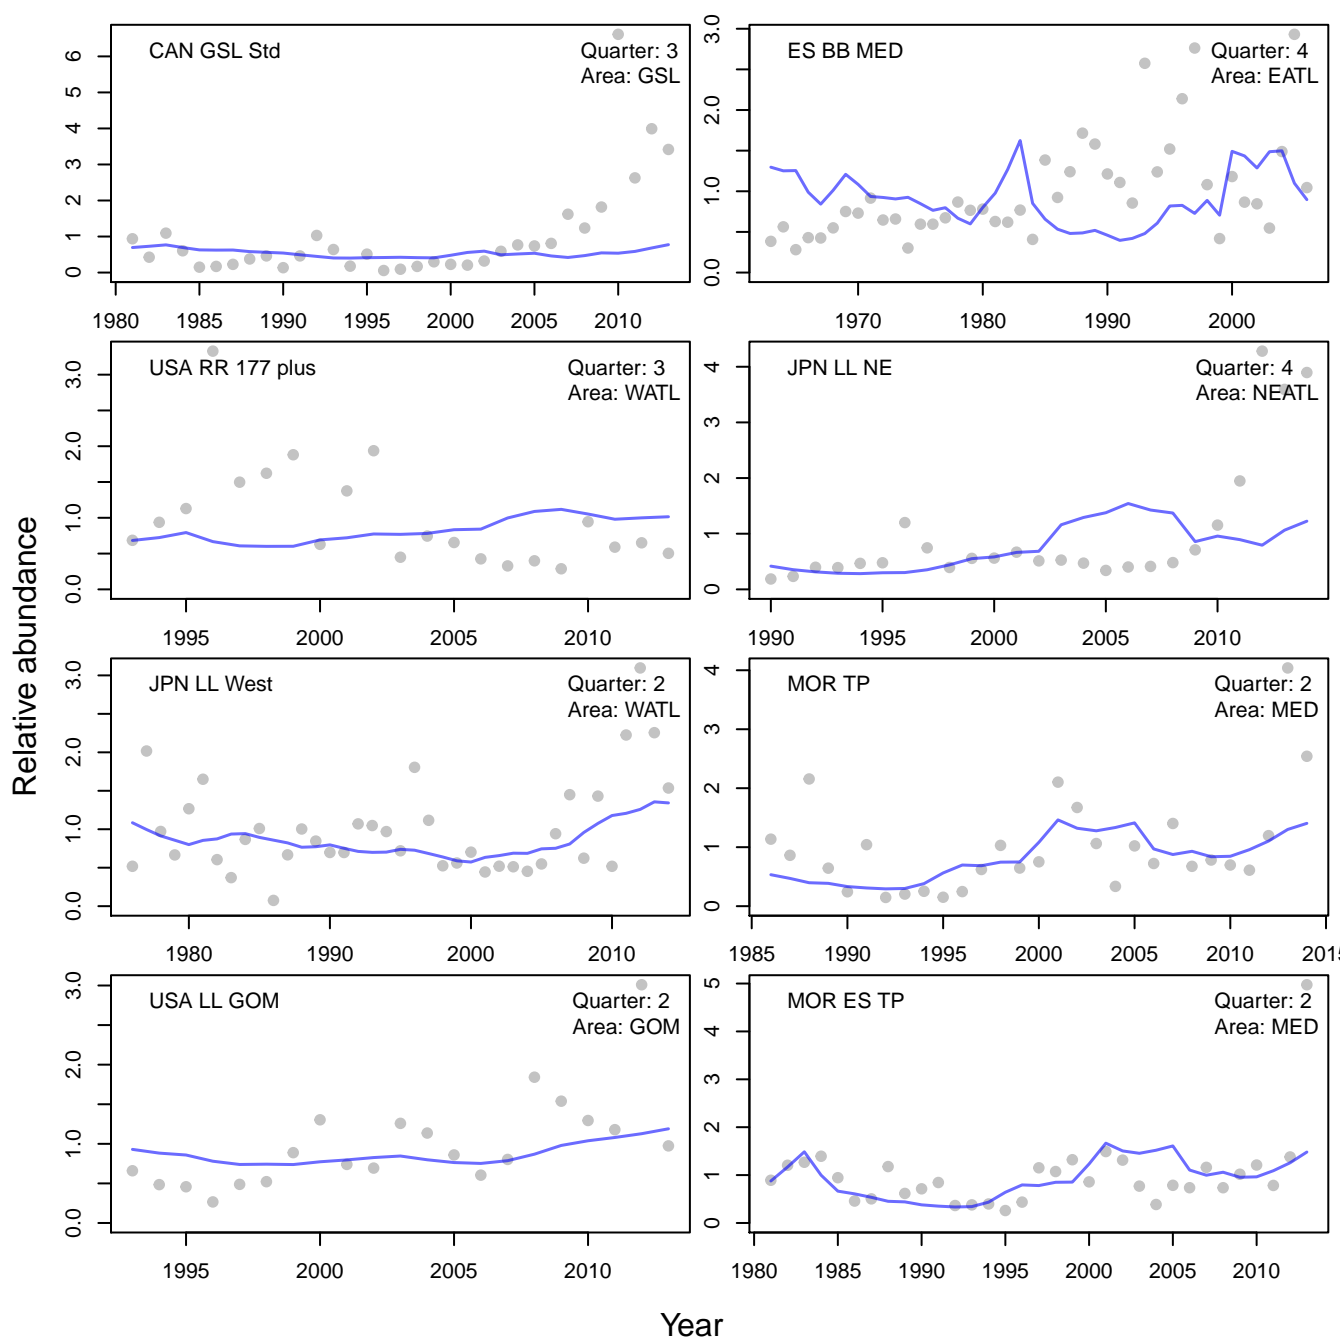 CAN GSL Std
Quarter: 3
Area: GSL
0 1 2 3 4 5 6
1980 1985 1990 1995 2000 2005 2010
ES BB MED
Quarter: 4
Area: EATL
0.0 1.0 2.0 3.0
1970 1980 1990 2000
USA RR 177 plus
Quarter: 3
Area: WATL
0.0 1.0 2.0 3.0
1995 2000 2005 2010
JPN LL NE
Quarter: 4
Area: NEATL
0 1 2 3 4
1990 1995 2000 2005 2010
JPN LL West
Quarter: 2
Area: WATL
0.0 1.0 2.0 3.0
1980 1990 2000 2010
MOR TP
Quarter: 2
Area: MED
0 1 2 3 4
1985 1990 1995 2000 2005 2010 2015
USA LL GOM
Quarter: 2
Area: GOM
0.0 1.0 2.0 3.0
1995 2000 2005 2010
MOR ES TP
Quarter: 2
Area: MED
0 1 2 3 4 5
1980 1985 1990 1995 2000 2005 2010
Relative abundance
Year